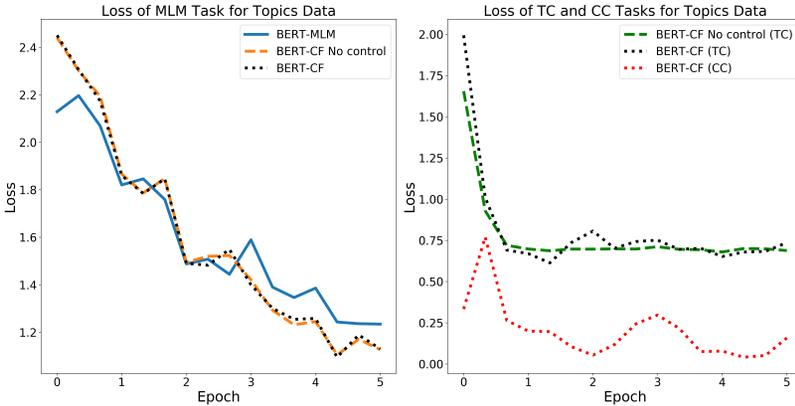 Loss of MLM Task for Topics Data
BERT-MLM
BERT-CF No control
BERT-CF
2.4
2.2
2.0
1.8
1.6
1.4
1.2
Loss
0 1 2 3 4 5
Epoch
Loss of TC and CC Tasks for Topics Data
BERT-CF No control (TC)
BERT-CF (TC)
BERT-CF (CC)
2.00
1.75
1.50
1.25
1.00
0.75
0.50
0.25
0.00
Loss
0 1 2 3 4 5
Epoch